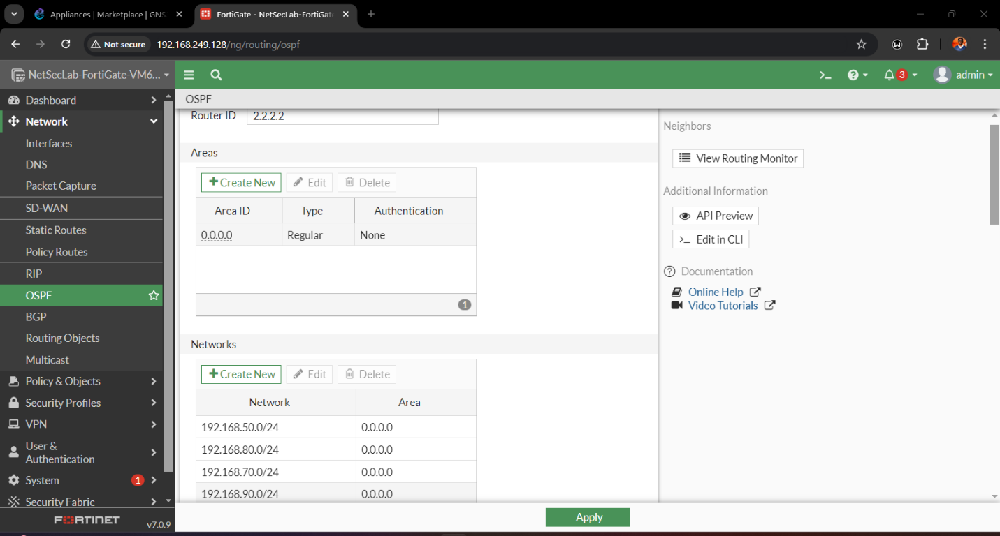 Appliances | Marketplace | GNS
FortiGate - NetSecLab-FortiGate
Not secure 192.168.249.128/ng/routing/ospf
NetSecLab-FortiGate-VM6...
3
admin
Dashboard
Network
Interfaces
DNS
Packet Capture
SD-WAN
Static Routes
Policy Routes
RIP
OSPF
BGP
Routing Objects
Multicast
Policy & Objects
Security Profiles
VPN
User &
Authentication
System 1
Security Fabric
FORTINET v7.0.9
OSPF
Router ID 2.2.2.2
Areas
Create New Edit Delete
Area ID Type Authentication
0.0.0.0 Regular None
1
Networks
Create New Edit Delete
Network Area
192.168.50.0/24 0.0.0.0
192.168.80.0/24 0.0.0.0
192.168.70.0/24 0.0.0.0
192.168.90.0/24 0.0.0.0
Apply
Neighbors
View Routing Monitor
Additional Information
API Preview
>_ Edit in CLI
Documentation
Online Help
Video Tutorials